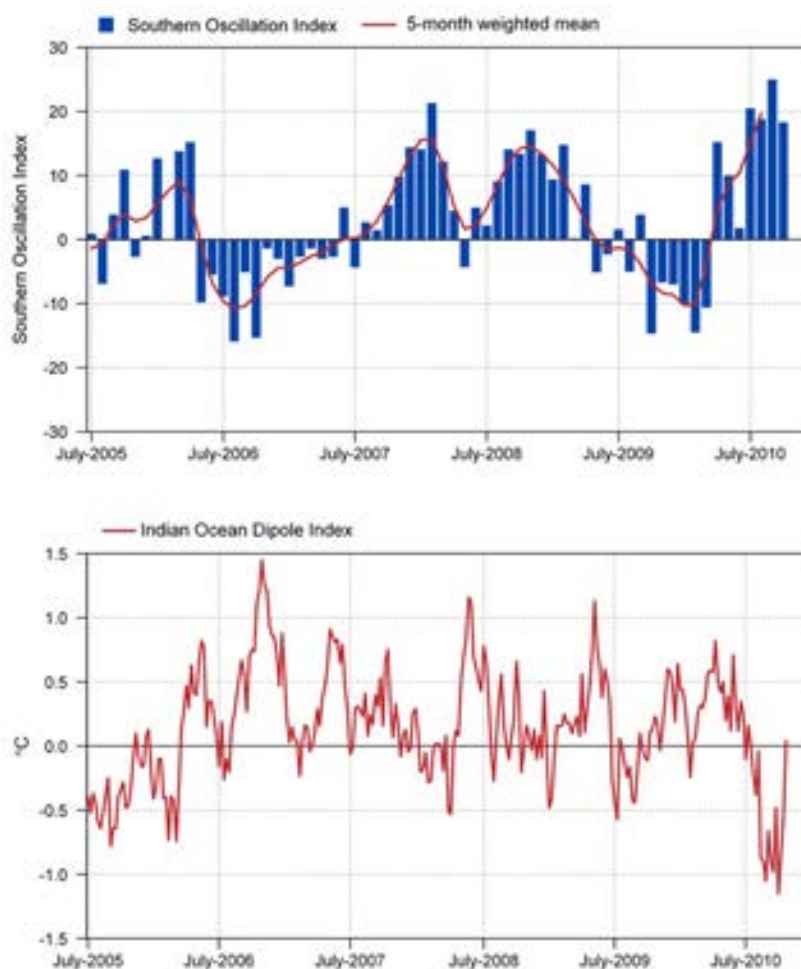 Southern Oscillation Index 5-month weighted mean
30
20
10
0
-10
-20
-30
Southern Oscillation Index
July-2005 July-2006 July-2007 July-2008 July-2009 July-2010
Indian Ocean Dipole Index
1.5
1.0
0.5
0.0
-0.5
-1.0
-1.5
°C
July-2005 July-2006 July-2007 July-2008 July-2009 July-2010